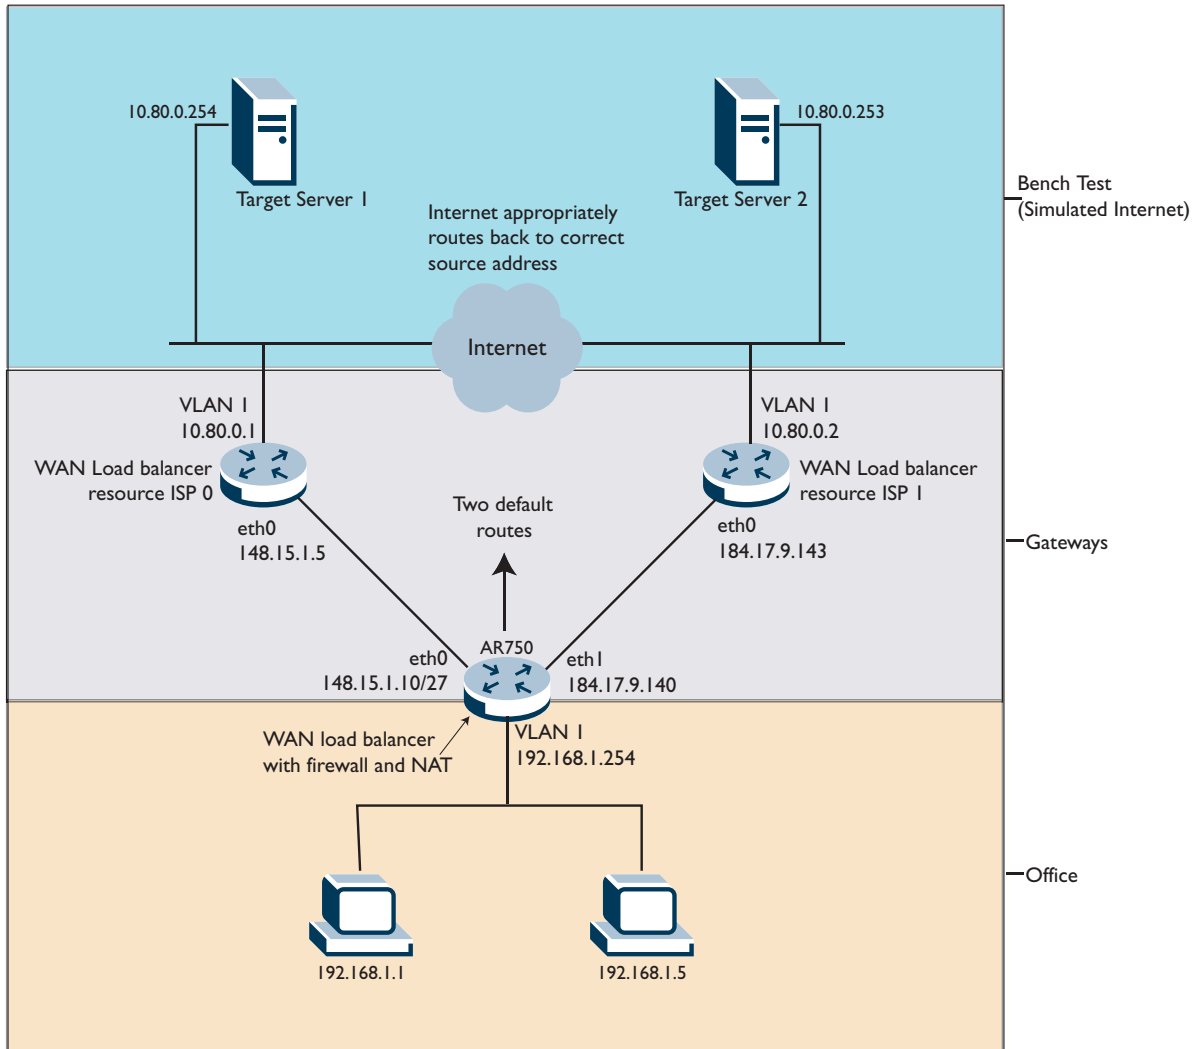 10.80.0.254
10.80.0.253
Target Server 1
Target Server 2
Bench Test
(Simulated Internet)
Internet appropriately
routes back to correct
source address
Internet
VLAN 1
10.80.0.1
VLAN 1
10.80.0.2
WAN Load balancer
resource ISP 0
WAN Load balancer
resource ISP 1
eth0
148.15.1.5
Two default
routes
eth0
184.17.9.143
Gateways
AR750
eth0
148.15.1.10/27
eth1
184.17.9.140
WAN load balancer
with firewall and NAT
VLAN 1
192.168.1.254
Office
192.168.1.1
192.168.1.5